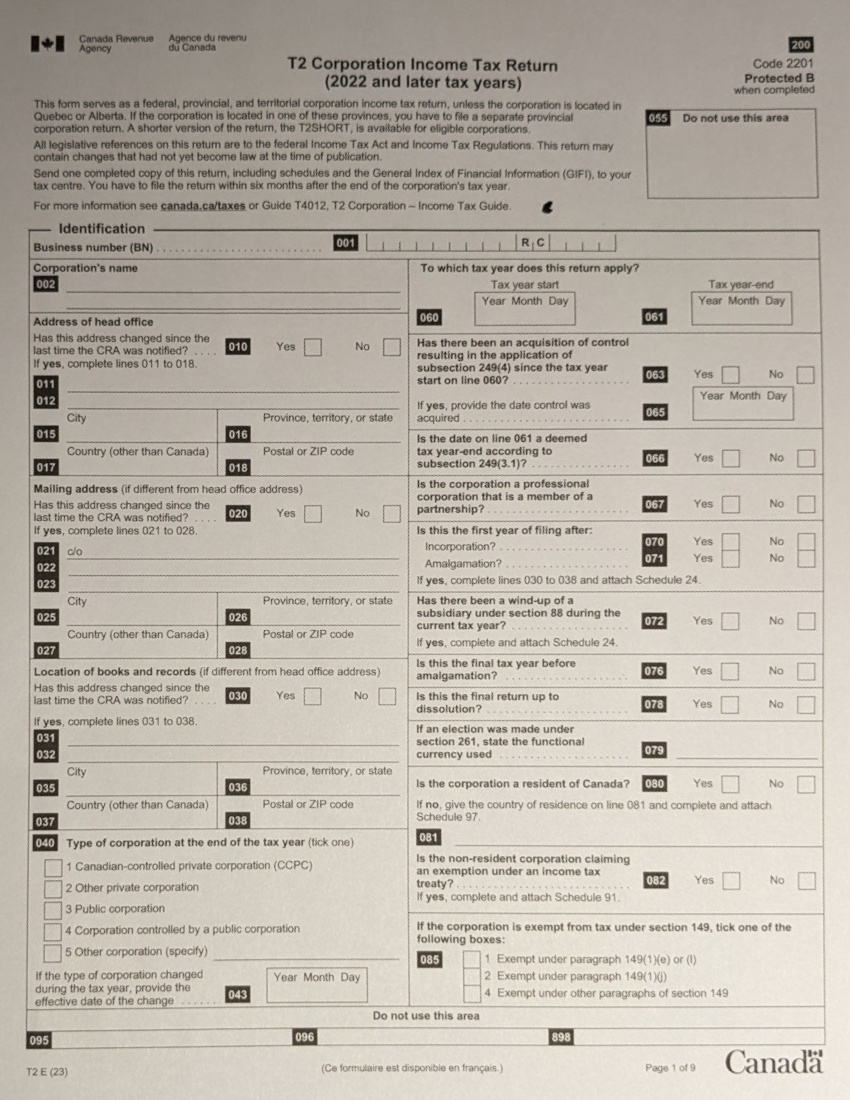 Canada Revenue Agency
Agence du revenu du Canada
200
T2 Corporation Income Tax Return
(2022 and later tax years)
Code 2201
Protected B
when completed
This form serves as a federal, provincial, and territorial corporation income tax return, unless the corporation is located in
Quebec or Alberta. If the corporation is located in one of these provinces, you have to file a separate provincial
corporation return. A shorter version of the return, the T2SHORT, is available for eligible corporations.
All legislative references on this return are to the federal Income Tax Act and Income Tax Regulations. This return may
contain changes that had not yet become law at the time of publication.
Send one completed copy of this return, including schedules and the General Index of Financial Information (GIFI), to your
tax centre. You have to file the return within six months after the end of the corporation's tax year.
For more information see canada.ca/taxes or Guide T4012, T2 Corporation – Income Tax Guide.
055 Do not use this area
Identification
Business number (BN) 001 R C
Corporation's name
002
Address of head office
Has this address changed since the
last time the CRA was notified? .... 010 Yes No
If yes, complete lines 011 to 018.
011
012
City Province, territory, or state
015 016
Country (other than Canada) Postal or ZIP code
017 018
Mailing address (if different from head office address)
Has this address changed since the
last time the CRA was notified? .... 020 Yes No
If yes, complete lines 021 to 028.
021 c/o
022
023
City Province, territory, or state
025 026
Country (other than Canada) Postal or ZIP code
027 028
Location of books and records (if different from head office address)
Has this address changed since the
last time the CRA was notified? .... 030 Yes No
If yes, complete lines 031 to 038.
031
032
City Province, territory, or state
035 036
Country (other than Canada) Postal or ZIP code
037 038
040 Type of corporation at the end of the tax year (tick one)
1 Canadian-controlled private corporation (CCPC)
2 Other private corporation
3 Public corporation
4 Corporation controlled by a public corporation
5 Other corporation (specify)
If the type of corporation changed
during the tax year, provide the
effective date of the change ...... 043 Year Month Day
To which tax year does this return apply?
Tax year start Tax year-end
060 Year Month Day 061 Year Month Day
Has there been an acquisition of control
resulting in the application of
subsection 249(4) since the tax year
start on line 060? 063 Yes No
If yes, provide the date control was
acquired 065 Year Month Day
Is the date on line 061 a deemed
tax year-end according to
subsection 249(3.1)? 066 Yes No
Is the corporation a professional
corporation that is a member of a
partnership? 067 Yes No
Is this the first year of filing after:
Incorporation? 070 Yes No
Amalgamation? 071 Yes No
If yes, complete lines 030 to 038 and attach Schedule 24.
Has there been a wind-up of a
subsidiary under section 88 during the
current tax year? 072 Yes No
If yes, complete and attach Schedule 24.
Is this the final tax year before
amalgamation? 076 Yes No
Is this the final return up to
dissolution? 078 Yes No
If an election was made under
section 261, state the functional
currency used 079
Is the corporation a resident of Canada? 080 Yes No
If no, give the country of residence on line 081 and complete and attach
Schedule 97.
081
Is the non-resident corporation claiming
an exemption under an income tax
treaty? 082 Yes No
If yes, complete and attach Schedule 91.
If the corporation is exempt from tax under section 149, tick one of the
following boxes:
085 1 Exempt under paragraph 149(1)(e) or (l)
2 Exempt under paragraph 149(1)(j)
4 Exempt under other paragraphs of section 149
Do not use this area
095 096 898
T2 E (23)
(Ce formulaire est disponible en français.)
Page 1 of 9
Canada